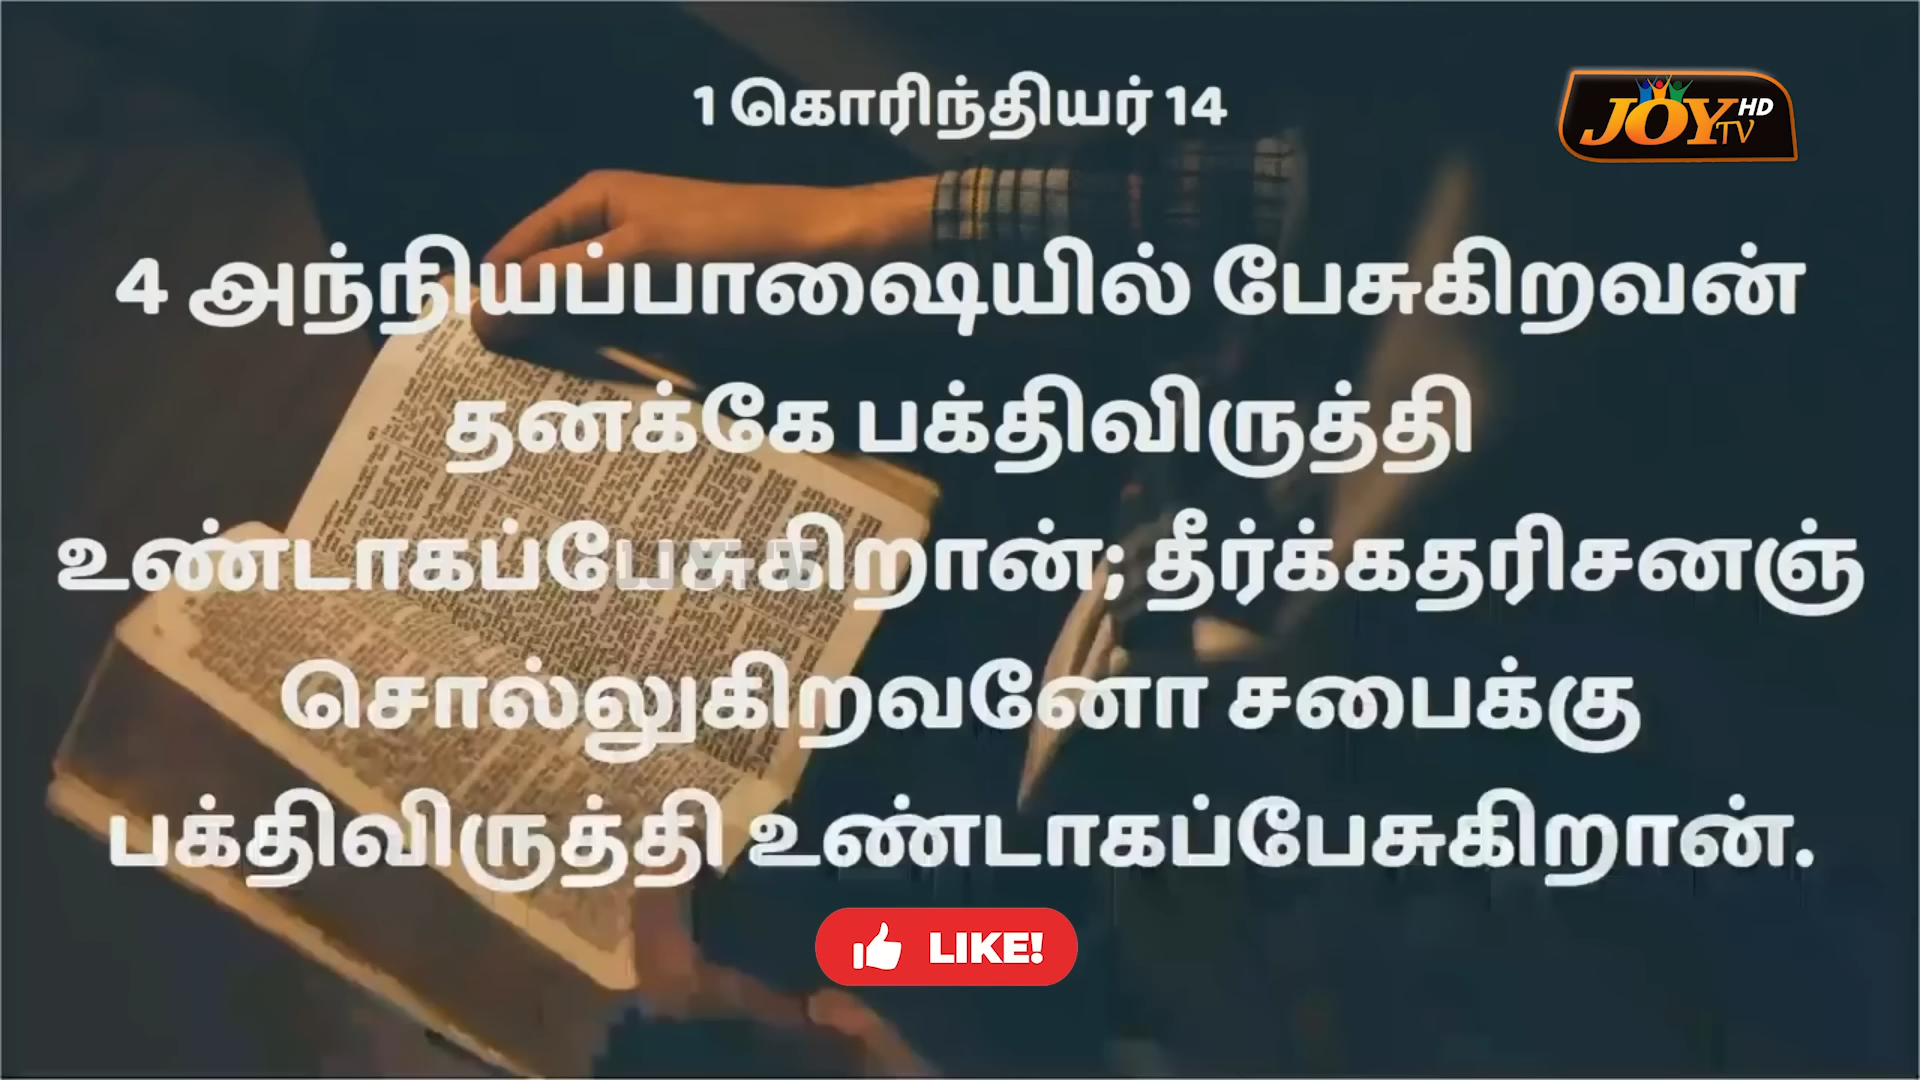 1 கொரிந்தியர் 14
JOY TV HD
4 அந்நியப்பாஷையில் பேசுகிறவன்
தனக்கே பக்திவிருத்தி
உண்டாகப்பேசுகிறான்; தீர்க்கதரிசனஞ்
சொல்லுகிறவனோ சபைக்கு
பக்திவிருத்தி உண்டாகப்பேசுகிறான்.
LIKE!